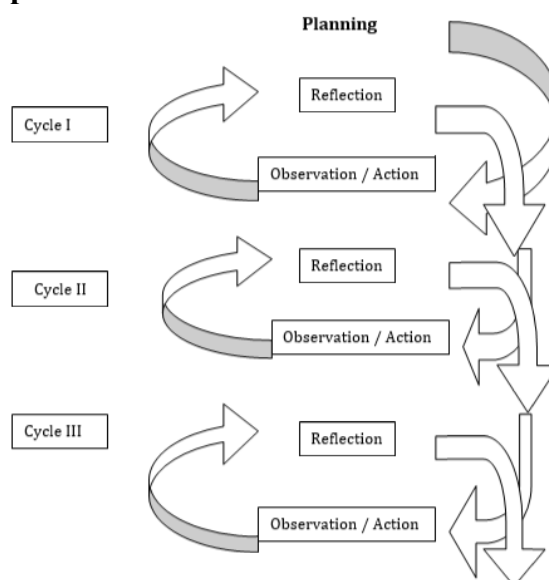 Planning
Reflection
Cycle I
Observation / Action
Reflection
Cycle II
Observation / Action
Cycle III
Reflection
Observation / Action